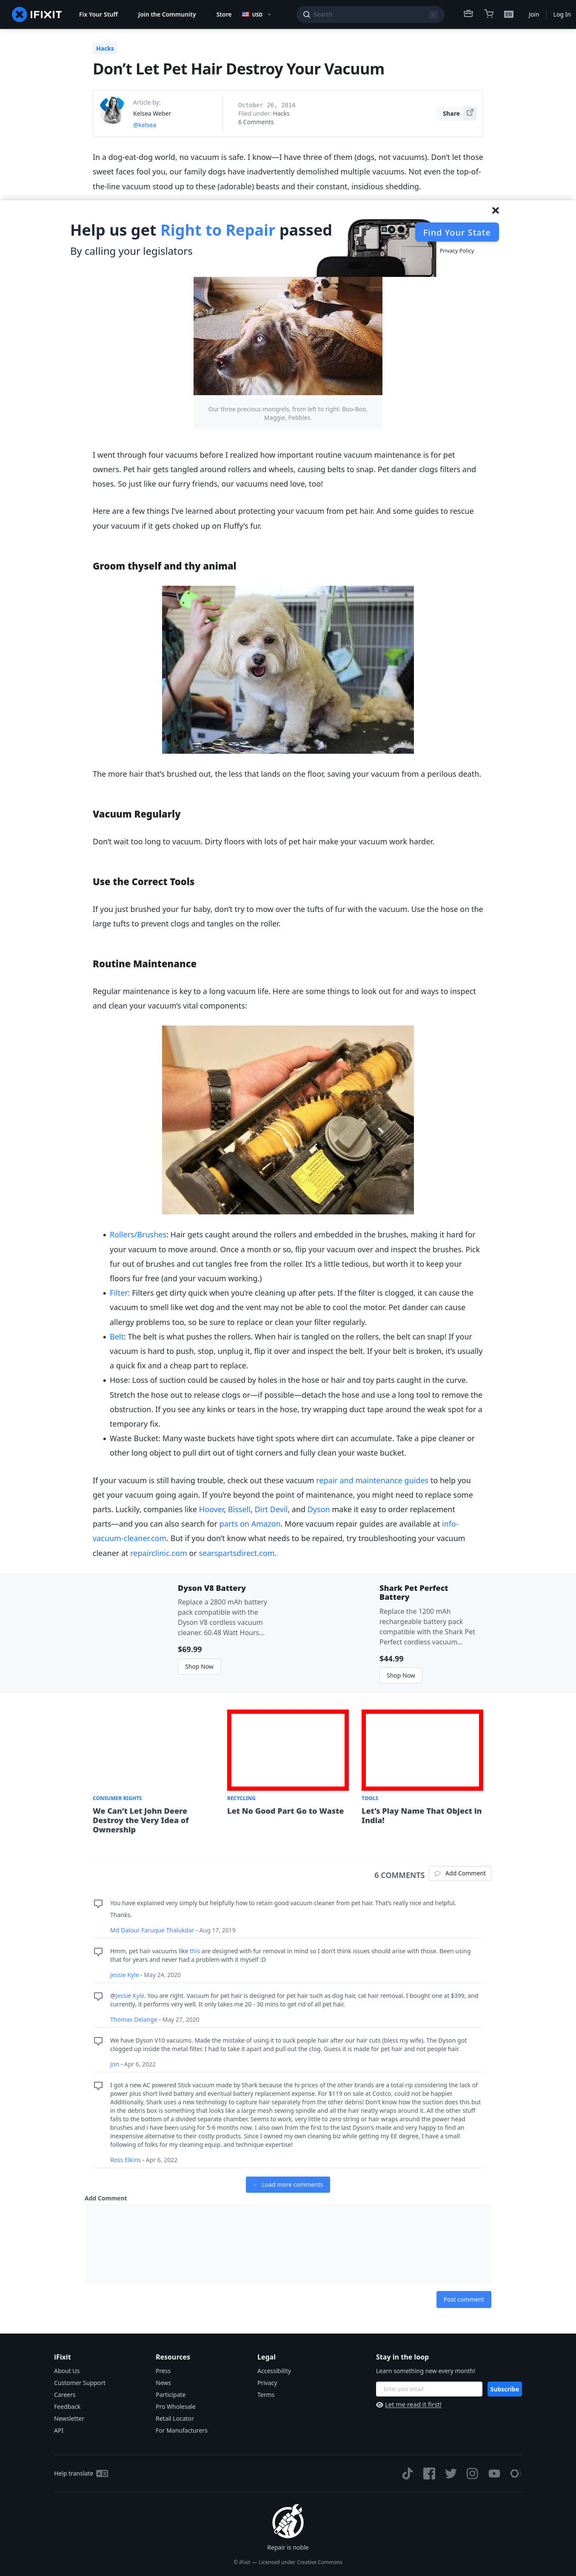 IFIXIT
Fix Your Stuff
Join the Community
Store
USD
Search
/
EN
Join
Log In
Hacks
Don’t Let Pet Hair Destroy Your Vacuum
Article by:
Kelsea Weber
@kelsea
October 26, 2016
Filed under: Hacks
6 Comments
Share
In a dog-eat-dog world, no vacuum is safe. I know—I have three of them (dogs, not vacuums). Don’t let those
sweet faces fool you, our family dogs have inadvertently demolished multiple vacuums. Not even the top-of-
the-line vacuum stood up to these (adorable) beasts and their constant, insidious shedding.
Help us get Right to Repair passed
By calling your legislators
Find Your State
Privacy Policy
Our three precious mongrels, from left to right: Boo-Boo,
Maggie, Pebbles.
I went through four vacuums before I realized how important routine vacuum maintenance is for pet
owners. Pet hair gets tangled around rollers and wheels, causing belts to snap. Pet dander clogs filters and
hoses. So just like our furry friends, our vacuums need love, too!
Here are a few things I’ve learned about protecting your vacuum from pet hair. And some guides to rescue
your vacuum if it gets choked up on Fluffy’s fur.
Groom thyself and thy animal
The more hair that’s brushed out, the less that lands on the floor, saving your vacuum from a perilous death.
Vacuum Regularly
Don’t wait too long to vacuum. Dirty floors with lots of pet hair make your vacuum work harder.
Use the Correct Tools
If you just brushed your fur baby, don’t try to mow over the tufts of fur with the vacuum. Use the hose on the
large tufts to prevent clogs and tangles on the roller.
Routine Maintenance
Regular maintenance is key to a long vacuum life. Here are some things to look out for and ways to inspect
and clean your vacuum’s vital components:
Rollers/Brushes: Hair gets caught around the rollers and embedded in the brushes, making it hard for
your vacuum to move around. Once a month or so, flip your vacuum over and inspect the brushes. Pick
fur out of brushes and cut tangles free from the roller. It’s a little tedious, but worth it to keep your
floors fur free (and your vacuum working.)
Filter: Filters get dirty quick when you’re cleaning up after pets. If the filter is clogged, it can cause the
vacuum to smell like wet dog and the vent may not be able to cool the motor. Pet dander can cause
allergy problems too, so be sure to replace or clean your filter regularly.
Belt: The belt is what pushes the rollers. When hair is tangled on the rollers, the belt can snap! If your
vacuum is hard to push, stop, unplug it, flip it over and inspect the belt. If your belt is broken, it’s usually
a quick fix and a cheap part to replace.
Hose: Loss of suction could be caused by holes in the hose or hair and toy parts caught in the curve.
Stretch the hose out to release clogs or—if possible—detach the hose and use a long tool to remove the
obstruction. If you see any kinks or tears in the hose, try wrapping duct tape around the weak spot for a
temporary fix.
Waste Bucket: Many waste buckets have tight spots where dirt can accumulate. Take a pipe cleaner or
other long object to pull dirt out of tight corners and fully clean your waste bucket.
If your vacuum is still having trouble, check out these vacuum repair and maintenance guides to help you
get your vacuum going again. If you’re beyond the point of maintenance, you might need to replace some
parts. Luckily, companies like Hoover, Bissell, Dirt Devil, and Dyson make it easy to order replacement
parts—and you can also search for parts on Amazon. More vacuum repair guides are available at info-
vacuum-cleaner.com. But if you don’t know what needs to be repaired, try troubleshooting your vacuum
cleaner at repairclinic.com or searspartsdirect.com.
Dyson V8 Battery
Replace a 2800 mAh battery
pack compatible with the
Dyson V8 cordless vacuum
cleaner. 60.48 Watt Hours...
$69.99
Shop Now
Shark Pet Perfect
Battery
Replace the 1200 mAh
rechargeable battery pack
compatible with the Shark Pet
Perfect cordless vacuum...
$44.99
Shop Now
CONSUMER RIGHTS
We Can’t Let John Deere
Destroy the Very Idea of
Ownership
RECYCLING
Let No Good Part Go to Waste
TOOLS
Let’s Play Name That Object in
India!
6 COMMENTS
Add Comment
You have explained very simply but helpfully how to retain good vacuum cleaner from pet hair. That’s really nice and helpful.
Thanks.
Md Dalour Faruque Thalukdar - Aug 17, 2019
Hmm, pet hair vacuums like this are designed with fur removal in mind so I don’t think issues should arise with those. Been using
that for years and never had a problem with it myself :D
Jessie Kyle - May 24, 2020
@Jessie Kyle. You are right. Vacuum for pet hair is designed for pet hair such as dog hair, cat hair removal. I bought one at $399, and
currently, it performs very well. It only takes me 20 - 30 mins to get rid of all pet hair.
Thomas Delange - May 27, 2020
We have Dyson V10 vacuums. Made the mistake of using it to suck people hair after our hair cuts (bless my wife). The Dyson got
clogged up inside the metal filter. I had to take it apart and pull out the clog. Guess it is made for pet hair and not people hair.
Jon - Apr 6, 2022
I got a new AC powered Stick vacuum made by Shark because the hi prices of the other brands are a total rip considering the lack of
power plus short lived battery and eventual battery replacement expense. For $119 on sale at Costco, could not be happier.
Additionally, Shark uses a new technology to capture hair separately from the other debris! Don’t know how the suction does this but
in the debris box is something that looks like a large mesh sewing spindle and all the hair neatly wraps around it. All the other stuff
falls to the bottom of a divided separate chamber. Seems to work, very little to zero string or hair wraps around the power head
brushes and i have been using for 5-6 months now. I also own from the first to the last Dyson’s made and very happy to find an
inexpensive alternative to their costly products. Since I owned my own cleaning biz while getting my EE degree, I have a small
following of folks for my cleaning equip. and technique expertise!
Ross Elkins - Apr 6, 2022
Load more comments
Add Comment
Post comment
iFixit
About Us
Customer Support
Careers
Feedback
Newsletter
API
Resources
Press
News
Participate
Pro Wholesale
Retail Locator
For Manufacturers
Legal
Accessibility
Privacy
Terms
Stay in the loop
Learn something new every month!
Enter your email
Subscribe
Let me read it first!
Help translate
Repair is noble
© iFixit — Licensed under Creative Commons